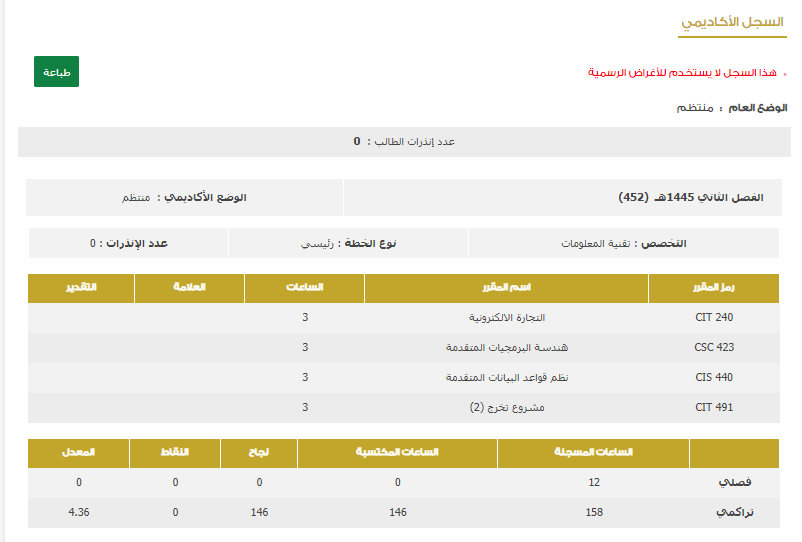 السجل الأكاديمي
هذا السجل لا يستخدم للأغراض الرسمية
طباعة
الوضع العام : منتظم
عدد إنذرات الطالب : 0
الفصل الثاني 1445هـ (452) الوضع الأكاديمي : منتظم
التخصص : تقنية المعلومات نوع الخطة : رئيسي عدد الإنذرات : 0
رمز المقرر اسم المقرر الساعات العلامة التقدير
CIT 240 التجارة الالكترونية 3
CSC 423 هندسة البرمجيات المتقدمة 3
CIS 440 نظم قواعد البيانات المتقدمة 3
CIT 491 مشروع تخرج (2) 3
الساعات المسجلة الساعات المكتسبة نجاح النقاط المعدل
فصلي 12 0 0 0 0
تراكمي 158 146 146 0 4.36